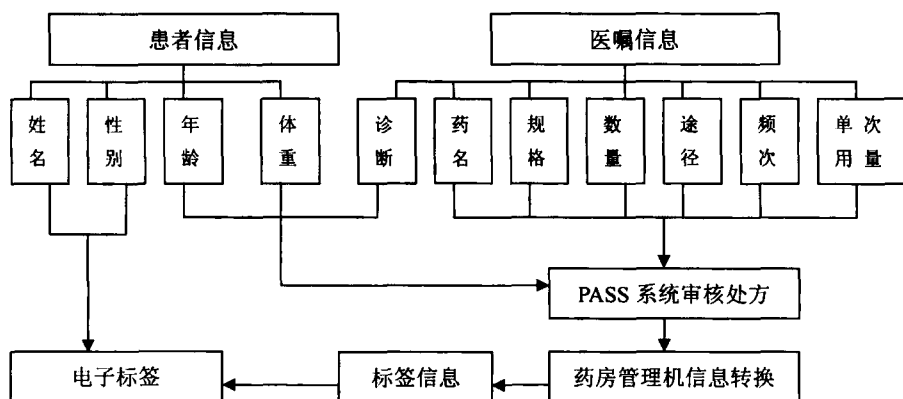 患者信息
医嘱信息
姓名
性别
年龄
体重
诊断
药名
规格
数量
途径
频次
单次用量
PASS 系统审核处方
电子标签
标签信息
药房管理机信息转换